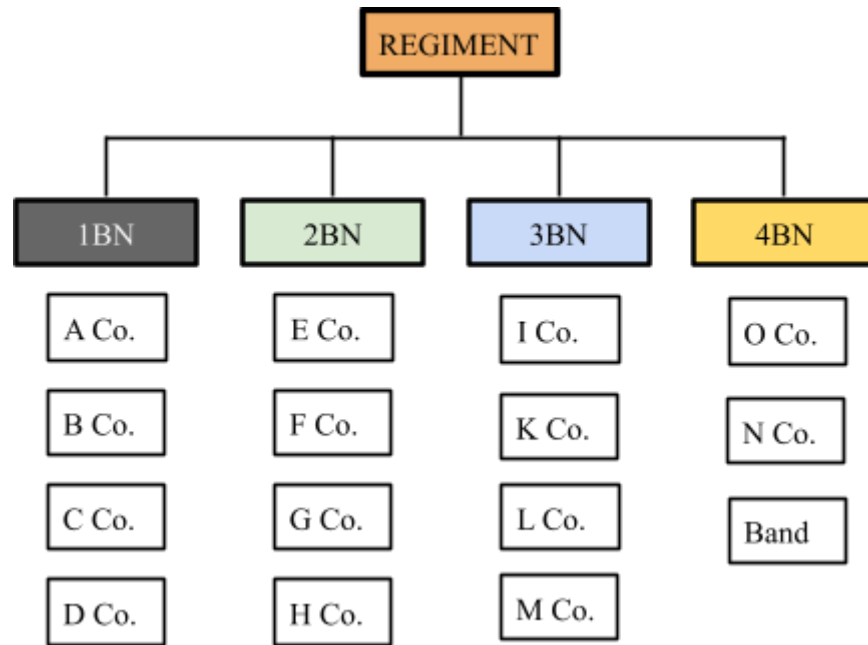 REGIMENT
1BN
2BN
3BN
4BN
A Co.
E Co.
I Co.
O Co.
B Co.
F Co.
K Co.
N Co.
C Co.
G Co.
L Co.
Band
D Co.
H Co.
M Co.